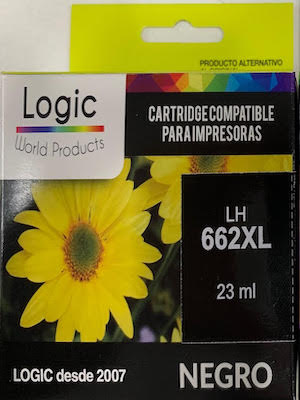 PRODUCTO ALTERNATIVO
Logic
World Products
CARTRIDGE COMPATIBLE
PARA IMPRESORAS
LH
662XL
23 ml
LOGIC desde 2007
NEGRO